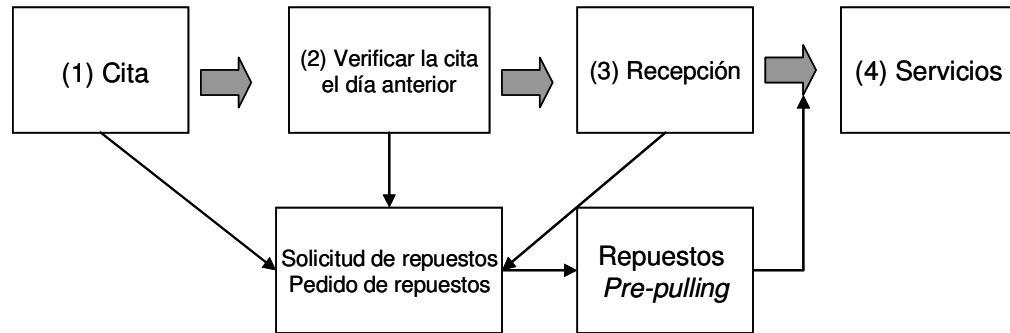 (1) Cita
(2) Verificar la cita
el día anterior
(3) Recepción
(4) Servicios
Solicitud de repuestos
Pedido de repuestos
Repuestos
Pre-pulling